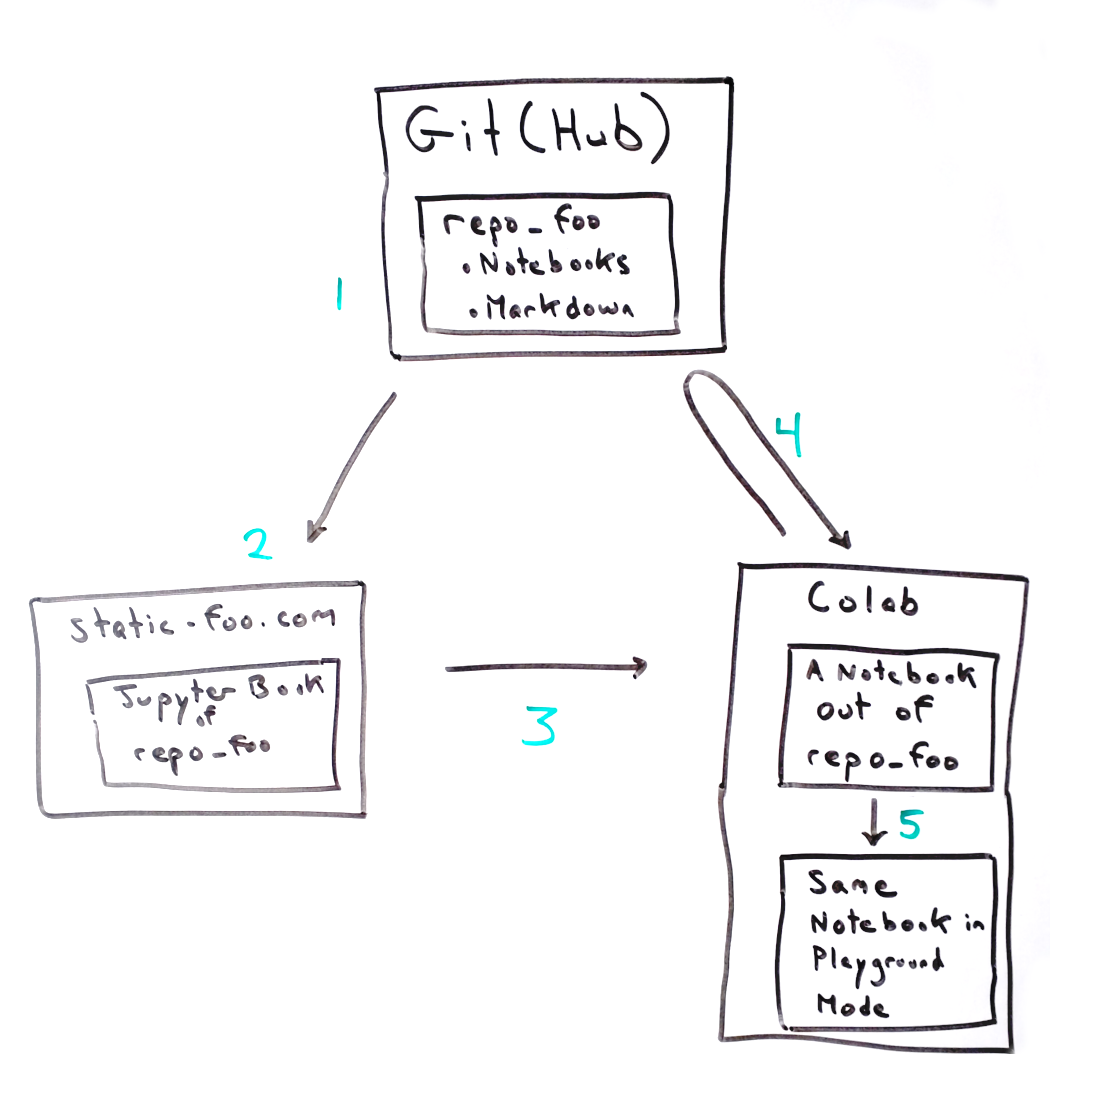 Git(Hub)
repo_foo
• Notebooks
• Markdown
1
4
2
static-foo.com
Jupyter Book
of
repo_foo
3
Colab
A Notebook
out of
repo_foo
5
Same
Notebook in
Playground
Mode